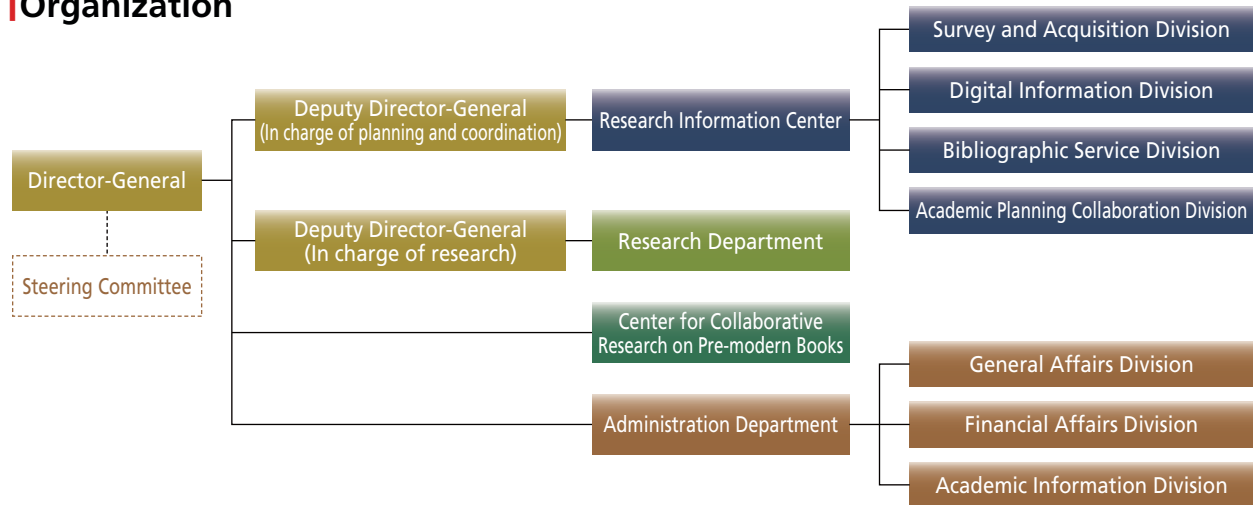 Organization
Director-General
Steering Committee
Deputy Director-General
(In charge of planning and coordination)
Research Information Center
Survey and Acquisition Division
Digital Information Division
Bibliographic Service Division
Academic Planning Collaboration Division
Deputy Director-General
(In charge of research)
Research Department
Center for Collaborative
Research on Pre-modern Books
Administration Department
General Affairs Division
Financial Affairs Division
Academic Information Division